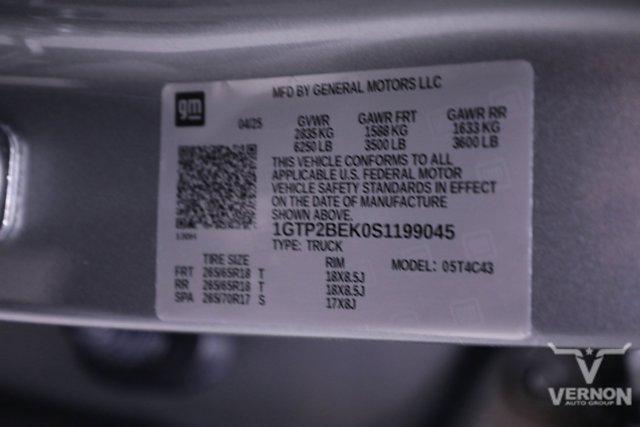 MFD BY GENERAL MOTORS LLC
gm
04/25 GVWR GAWR FRT GAWR RR
2835 KG 1588 KG 1633 KG
6250 LB 3500 LB 3600 LB
THIS VEHICLE CONFORMS TO ALL
APPLICABLE U.S. FEDERAL MOTOR
VEHICLE SAFETY STANDARDS IN EFFECT
ON THE DATE OF MANUFACTURE
SHOWN ABOVE.
1GTP2BEK0S1199045
TYPE: TRUCK
TIRE SIZE RIM MODEL: 05T4C43
FRT 265/65R18 T 18X8.5J
RR 265/65R18 T 18X8.5J
SPA 265/70R17 S 17X8J
VERNON
AUTO GROUP